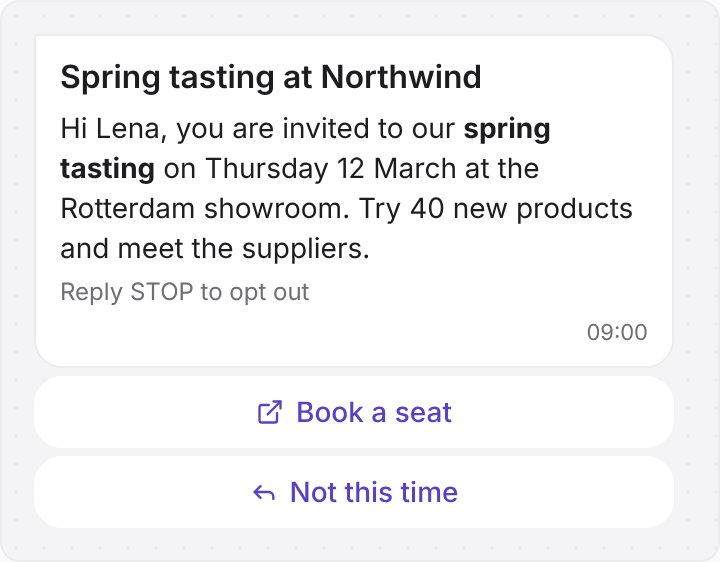 Spring tasting at Northwind
Hi Lena, you are invited to our spring
tasting on Thursday 12 March at the
Rotterdam showroom. Try 40 new products
and meet the suppliers.
Reply STOP to opt out
09:00
Book a seat
Not this time